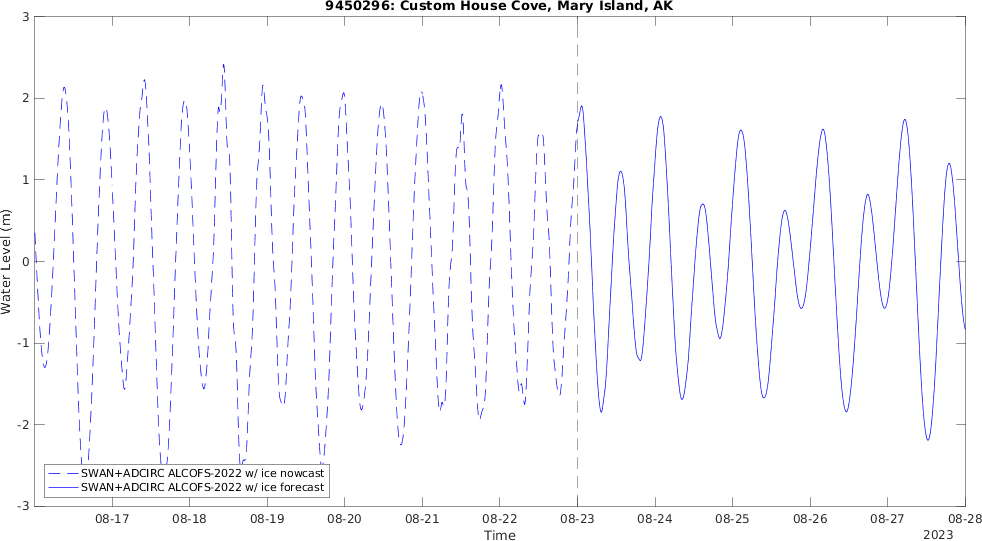 9450296: Custom House Cove, Mary Island, AK
3
2
1
0
-1
-2
-3
Water Level (m)
SWAN+ADCIRC ALCOFS-2022 w/ ice nowcast
SWAN+ADCIRC ALCOFS-2022 w/ ice forecast
08-17 08-18 08-19 08-20 08-21 08-22 08-23 08-24 08-25 08-26 08-27 08-28
Time
2023